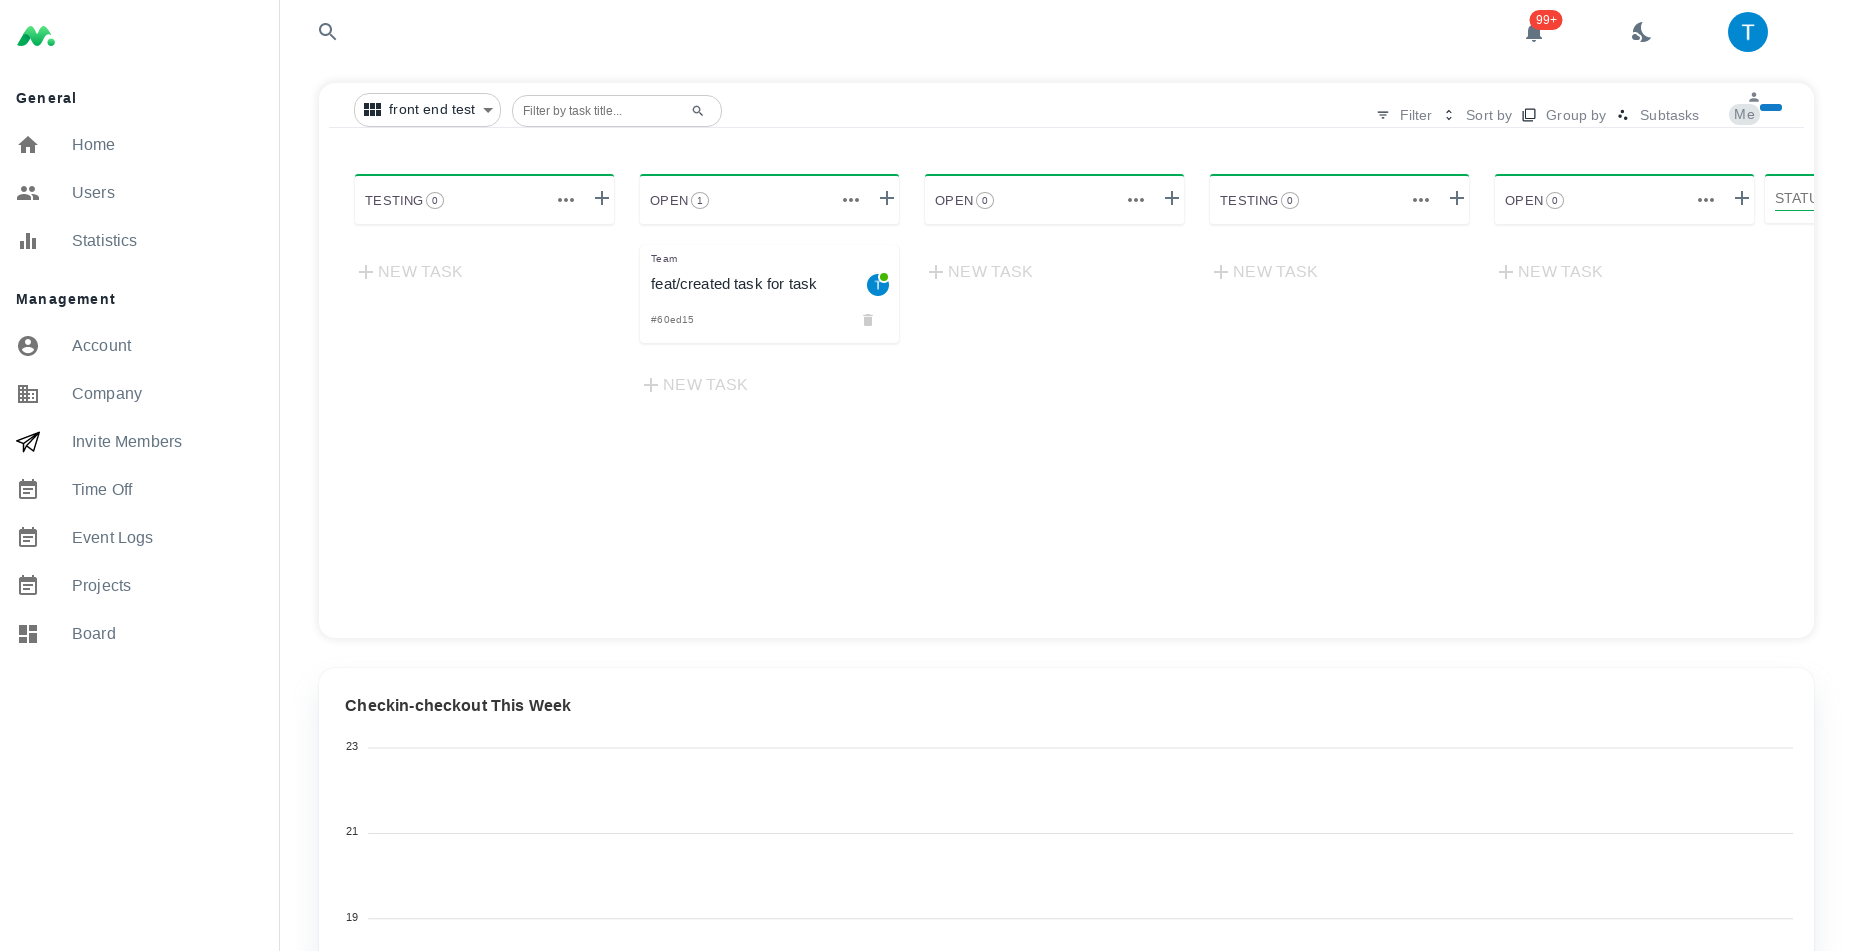 99+
T
General
Home
Users
Statistics
Management
Account
Company
Invite Members
Time Off
Event Logs
Projects
Board
front end test
Filter by task title...
Filter
Sort by
Group by
Subtasks
Me
TESTING 0
OPEN 1
OPEN 0
TESTING 0
OPEN 0
STATU
NEW TASK
Team
feat/created task for task
T
#60ed15
NEW TASK
NEW TASK
NEW TASK
NEW TASK
Checkin-checkout This Week
23
21
19